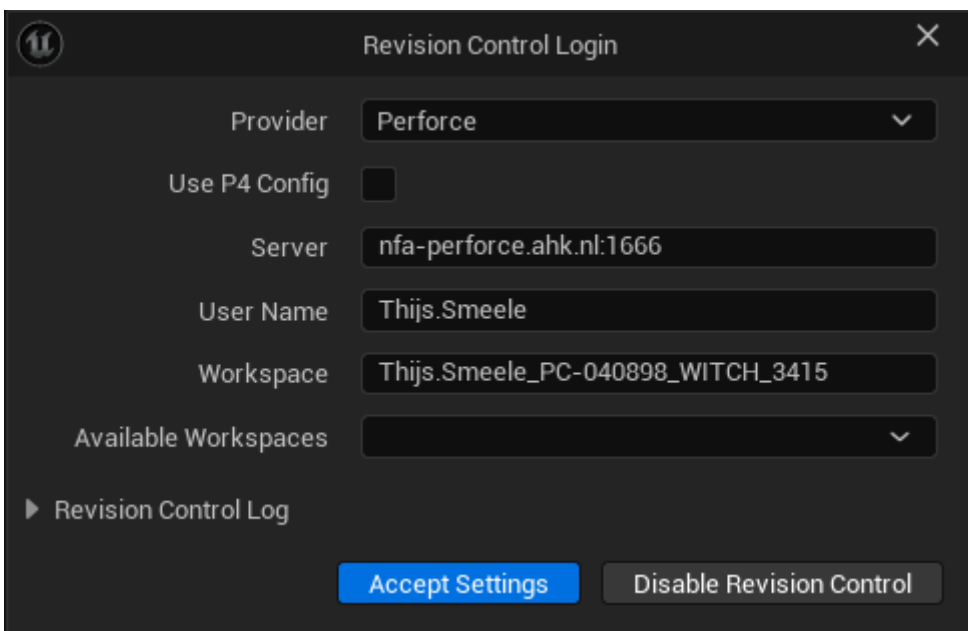 Revision Control Login
Provider Perforce
Use P4 Config
Server nfa-perforce.ahk.nl:1666
User Name Thijs.Smeele
Workspace Thijs.Smeele_PC-040898_WITCH_3415
Available Workspaces
Revision Control Log
Accept Settings Disable Revision Control